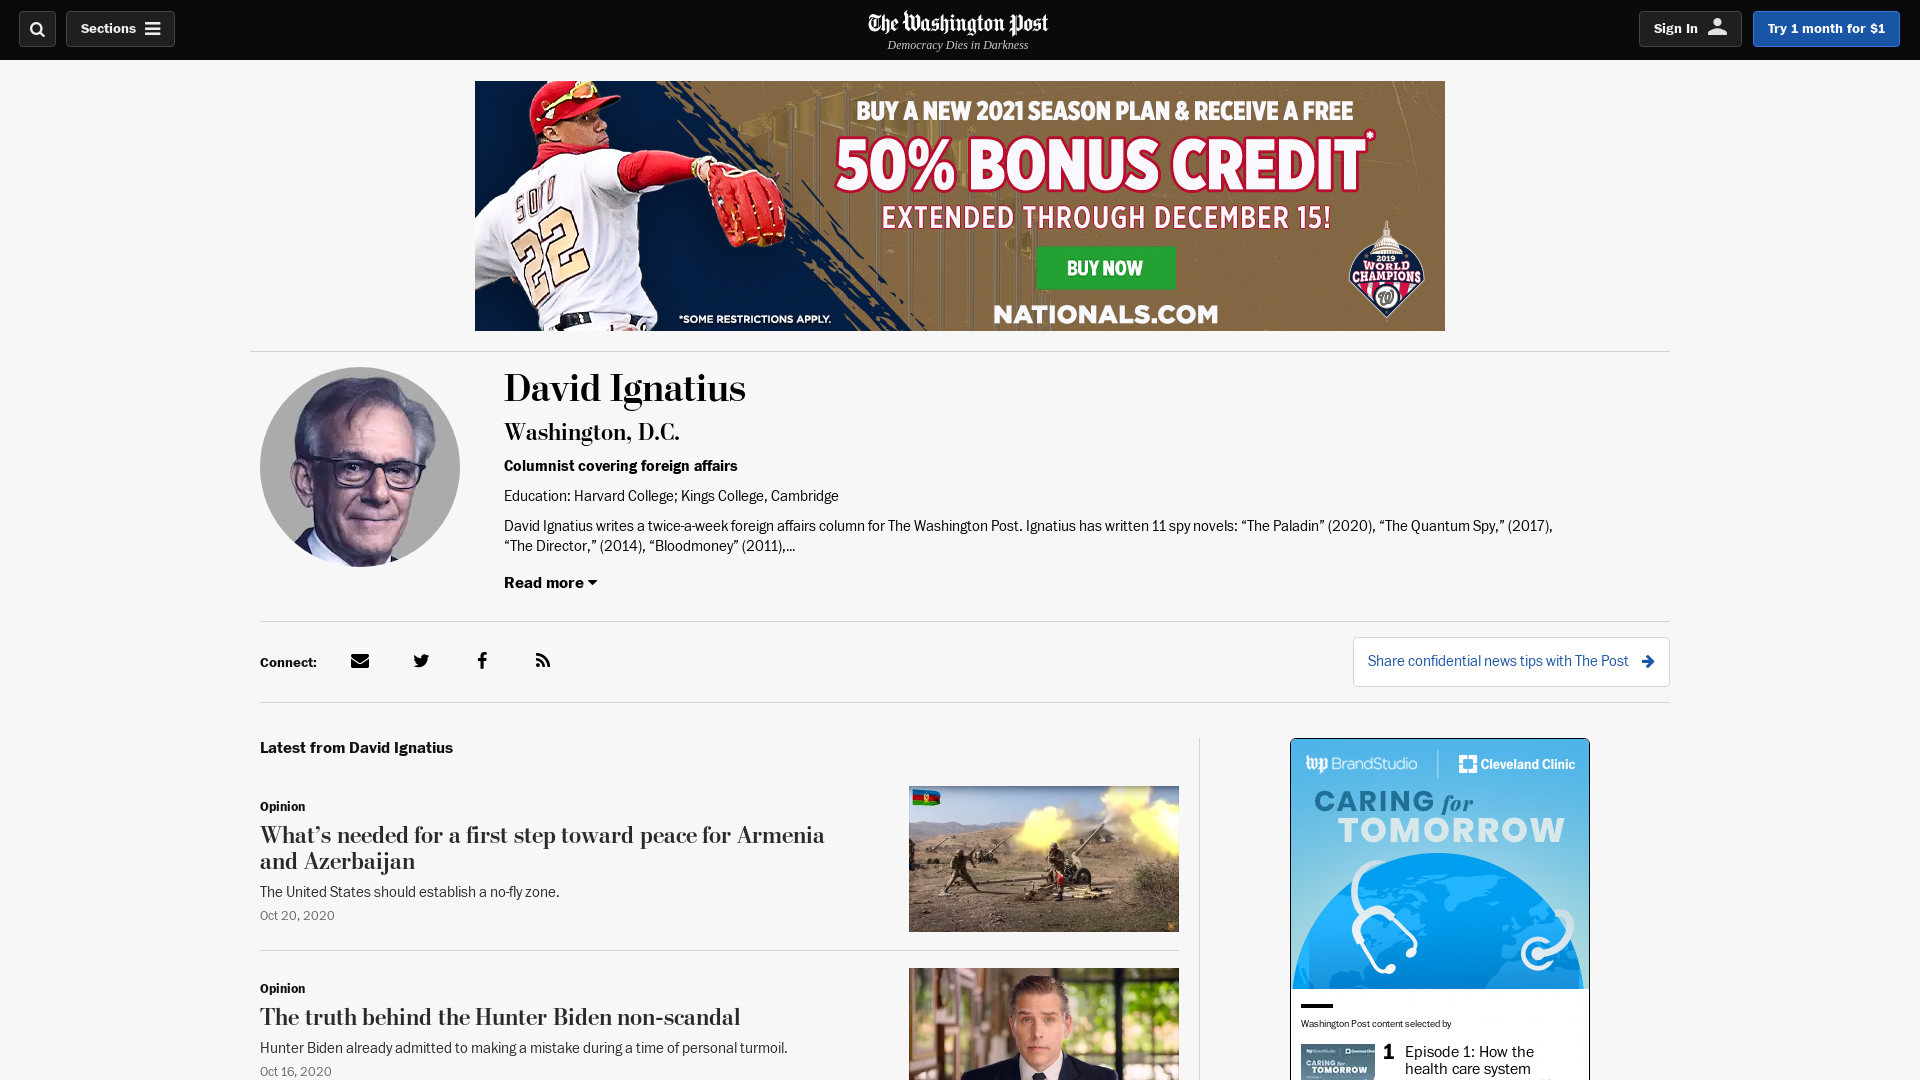 Sections
The Washington Post
Democracy Dies in Darkness
Sign In
Try 1 month for $1
BUY A NEW 2021 SEASON PLAN & RECEIVE A FREE
50% BONUS CREDIT*
EXTENDED THROUGH DECEMBER 15!
BUY NOW
NATIONALS.COM
*SOME RESTRICTIONS APPLY.
SOTO
22
2019
WORLD
CHAMPIONS
W
David Ignatius
Washington, D.C.
Columnist covering foreign affairs
Education: Harvard College; Kings College, Cambridge
David Ignatius writes a twice-a-week foreign affairs column for The Washington Post. Ignatius has written 11 spy novels: “The Paladin” (2020), “The Quantum Spy,” (2017),
“The Director,” (2014), “Bloodmoney” (2011),...
Read more
Connect:
Share confidential news tips with The Post
Latest from David Ignatius
Opinion
What’s needed for a first step toward peace for Armenia
and Azerbaijan
The United States should establish a no-fly zone.
Oct 20, 2020
Opinion
The truth behind the Hunter Biden non-scandal
Hunter Biden already admitted to making a mistake during a time of personal turmoil.
Oct 16, 2020
wp BrandStudio
Cleveland Clinic
CARING for
TOMORROW
Washington Post content selected by
wp BrandStudio Cleveland Clinic
CARING for
TOMORROW
1
Episode 1: How the
health care system